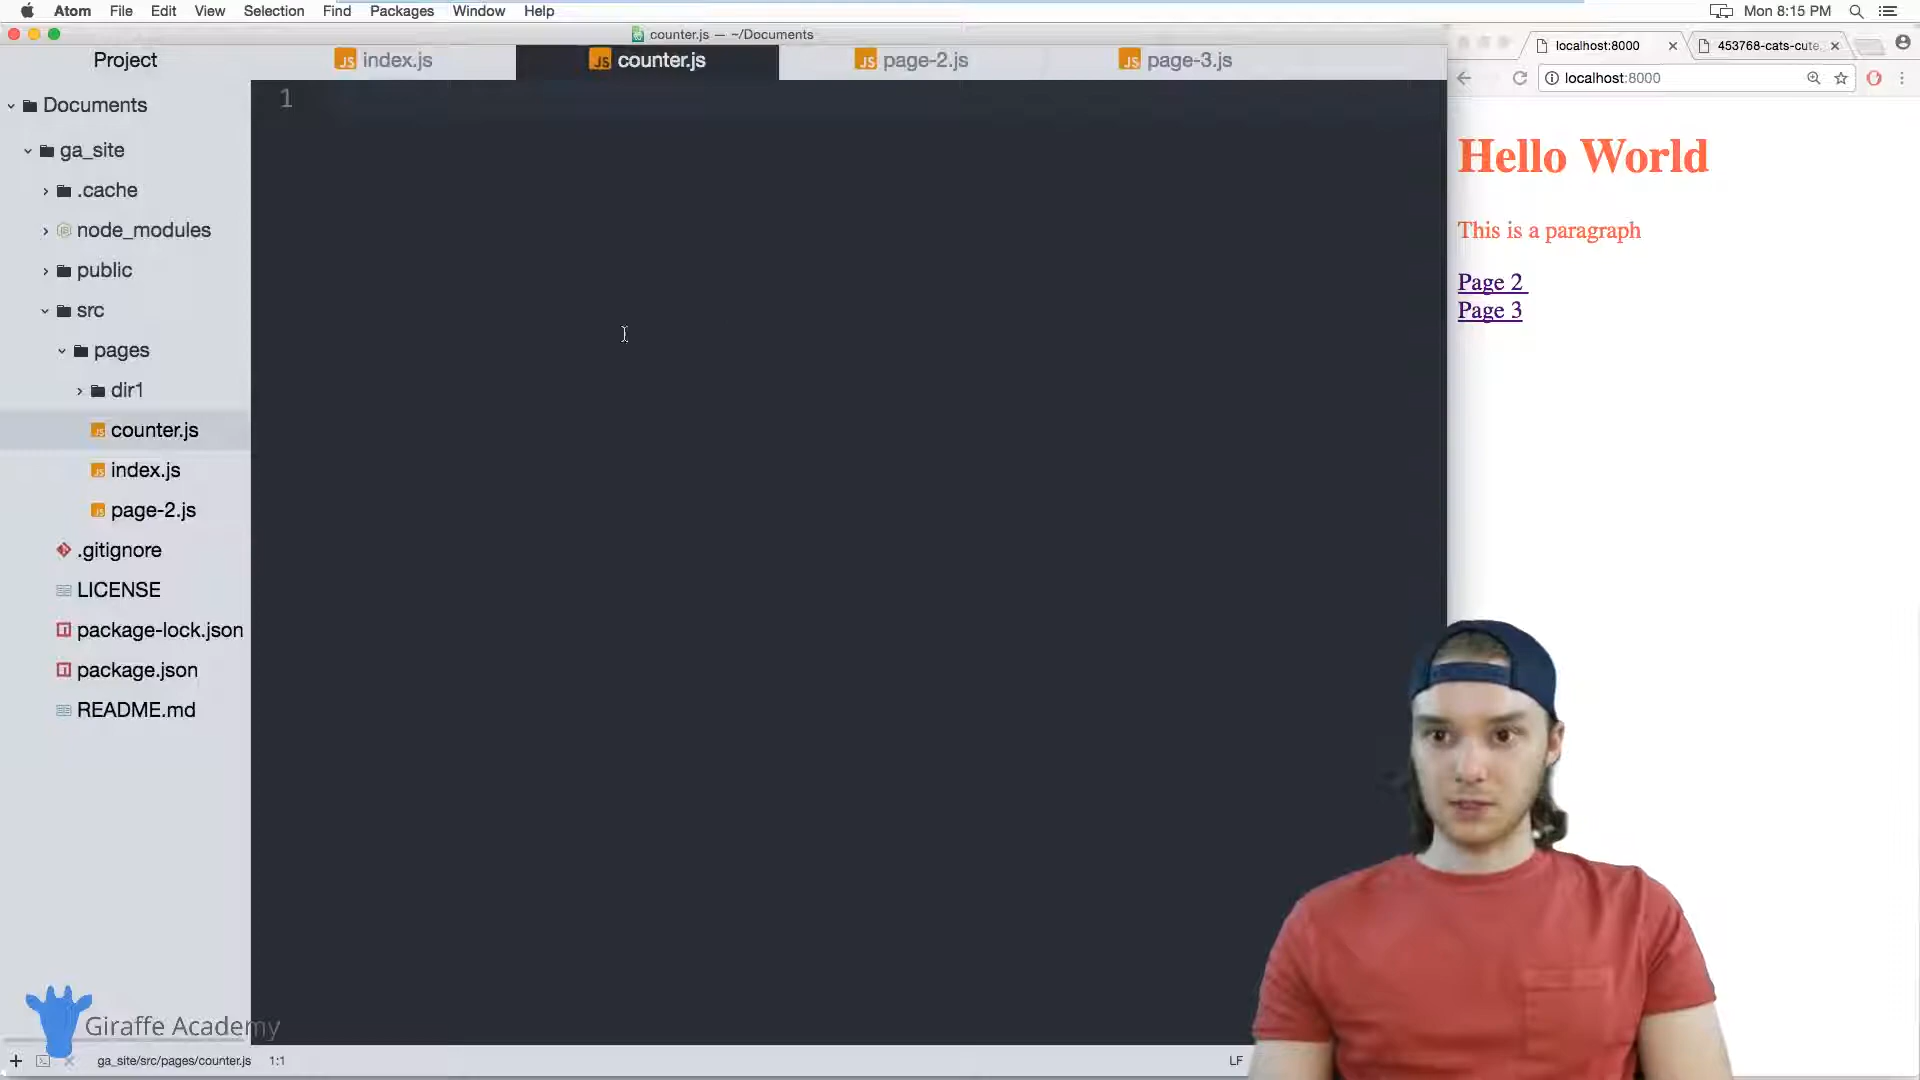 Atom File Edit View Selection Find Packages Window Help Mon 8:15 PM
counter.js — ~/Documents
Project
index.js
counter.js
page-2.js
page-3.js
localhost:8000
453768-cats-cute.
localhost:8000
Documents
ga_site
.cache
node_modules
public
src
pages
dir1
counter.js
index.js
page-2.js
.gitignore
LICENSE
package-lock.json
package.json
README.md
1
Hello World
This is a paragraph
Page 2
Page 3
Giraffe Academy
ga_site/src/pages/counter.js 1:1
LF